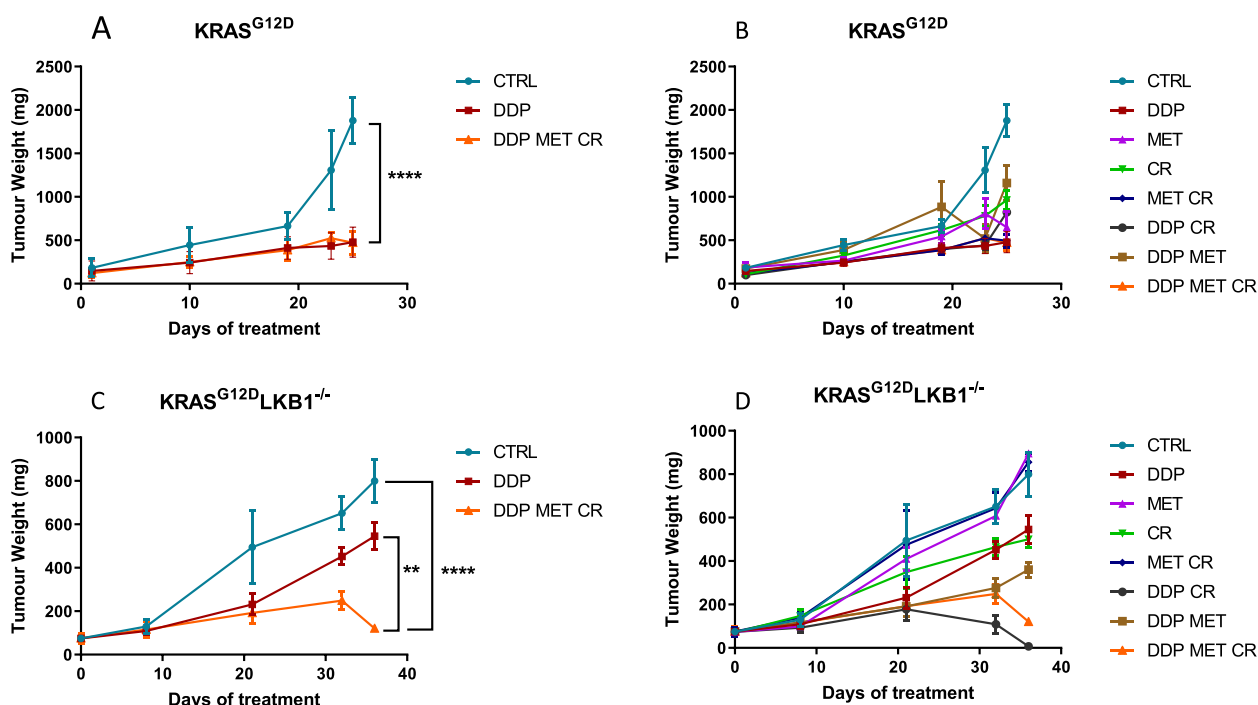 A
KRAS^G12D
Tumour Weight (mg)
2500
2000
1500
1000
500
0
0 10 20 30
Days of treatment
CTRL
DDP
DDP MET CR
****
B
KRAS^G12D
Tumour Weight (mg)
2500
2000
1500
1000
500
0
0 10 20 30
Days of treatment
CTRL
DDP
MET
CR
MET CR
DDP CR
DDP MET
DDP MET CR
C
KRAS^G12DLKB1^-/-
Tumour Weight (mg)
1000
800
600
400
200
0
0 10 20 30 40
Days of treatment
CTRL
DDP
DDP MET CR
** ****
D
KRAS^G12DLKB1^-/-
Tumour Weight (mg)
1000
800
600
400
200
0
0 10 20 30 40
Days of treatment
CTRL
DDP
MET
CR
MET CR
DDP CR
DDP MET
DDP MET CR